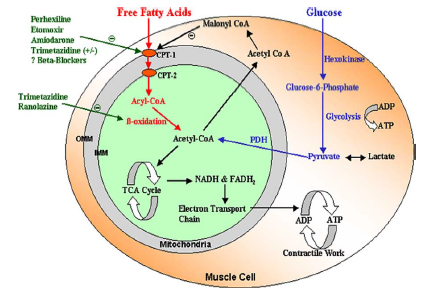 Perhexiline
Etomoxir
Amiodarone
Trimetazidine (+/-)
? Beta-Blockers
Free Fatty Acids
Malonyl CoA
Glucose
⊖
⊖
CPT-1
Acetyl Co A
Hexokinase
CPT-2
Glucose-6-Phosphate
Trimetazidine
Ranolazine
⊖
Acyl-CoA
ß-oxidation
ADP
ATP
Glycolysis
OMM
IMM
Acetyl-CoA
PDH
Pyruvate
Lactate
TCA Cycle
NADH & FADH2
Electron Transport
Chain
ADP
ATP
Mitochondria
Contractile Work
Muscle Cell